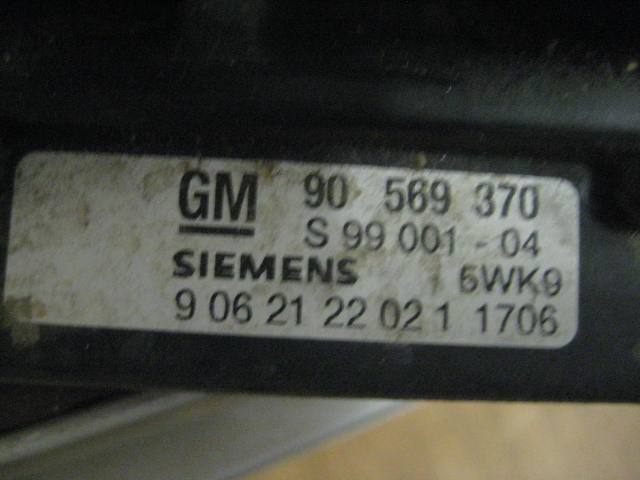 GM 90 569 370
S 99 001 - 04
SIEMENS 5WK9
9 06 21 22 02 1 1706